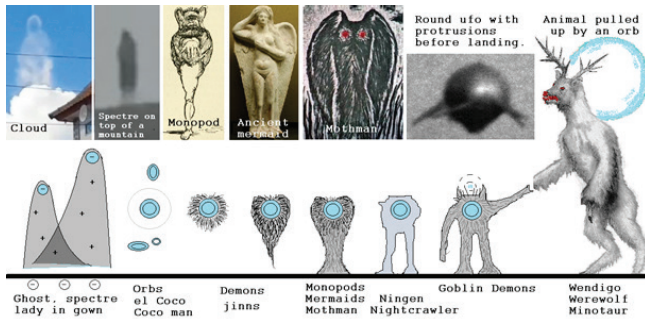 Round ufo with
protrusions
before landing.
Animal pulled
up by an orb
Cloud
Spectre on
top of a
mountain
Monopod
Ancient
mermaid
Mothman
Ghost, spectre
lady in gown
Orbs
el Coco
Coco man
Demons
jinns
Monopods
Mermaids
Mothman
Ningen
Nightcrawler
Goblin Demons
Wendigo
Werewolf
Minotaur